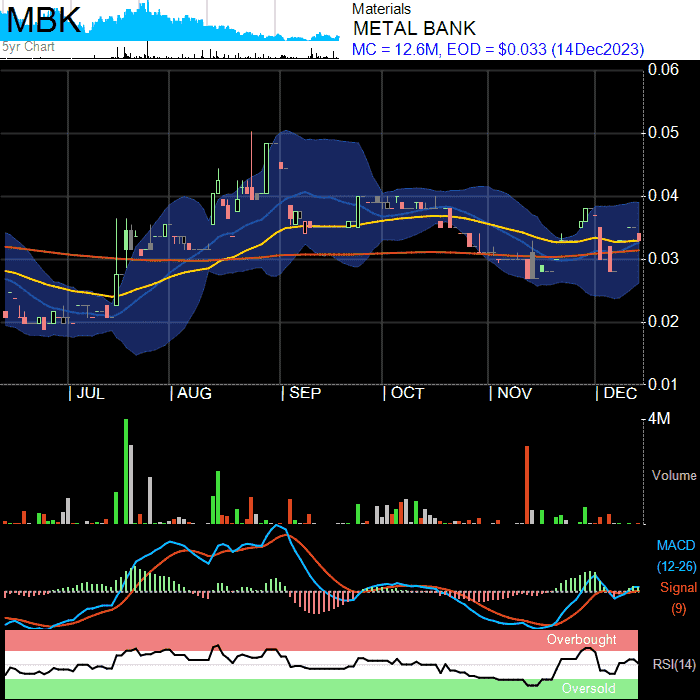 MBK
5yr Chart
Materials
METAL BANK
MC = 12.6M, EOD = $0.033 (14Dec2023)
0.06
0.05
0.04
0.03
0.02
0.01
JUL AUG SEP OCT NOV DEC
4M
Volume
MACD
(12-26)
Signal
(9)
Overbought
RSI(14)
Oversold